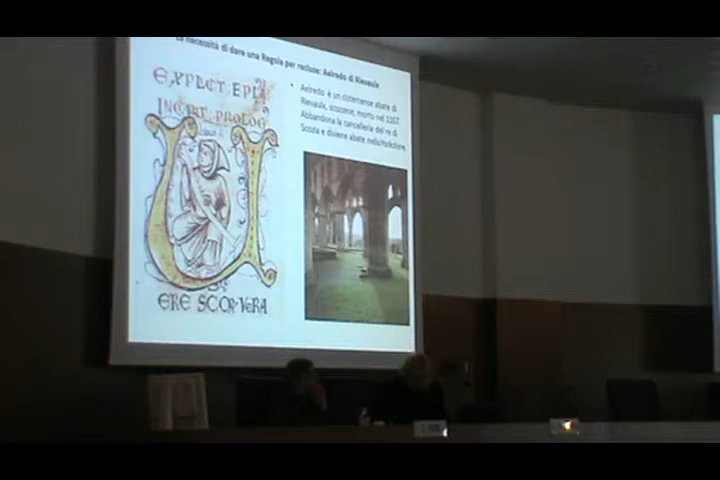 La necessità di dare una Regola per recluse: Aelredo di Rievaulx
EXPLICT EPLA
INCIPIT PROLOG
ERE SCOR VERA
• Aelredo è un cistercense abate di
Rievaulx, scozzese, morto nel 1167.
Abbandona la cancelleria del re di
Scozia e diviene abate nello Yorkshire.